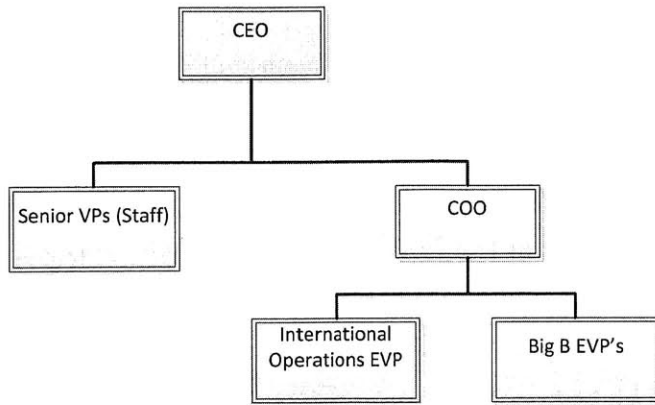 CEO
Senior VPs (Staff)
COO
International
Operations EVP
Big B EVP's